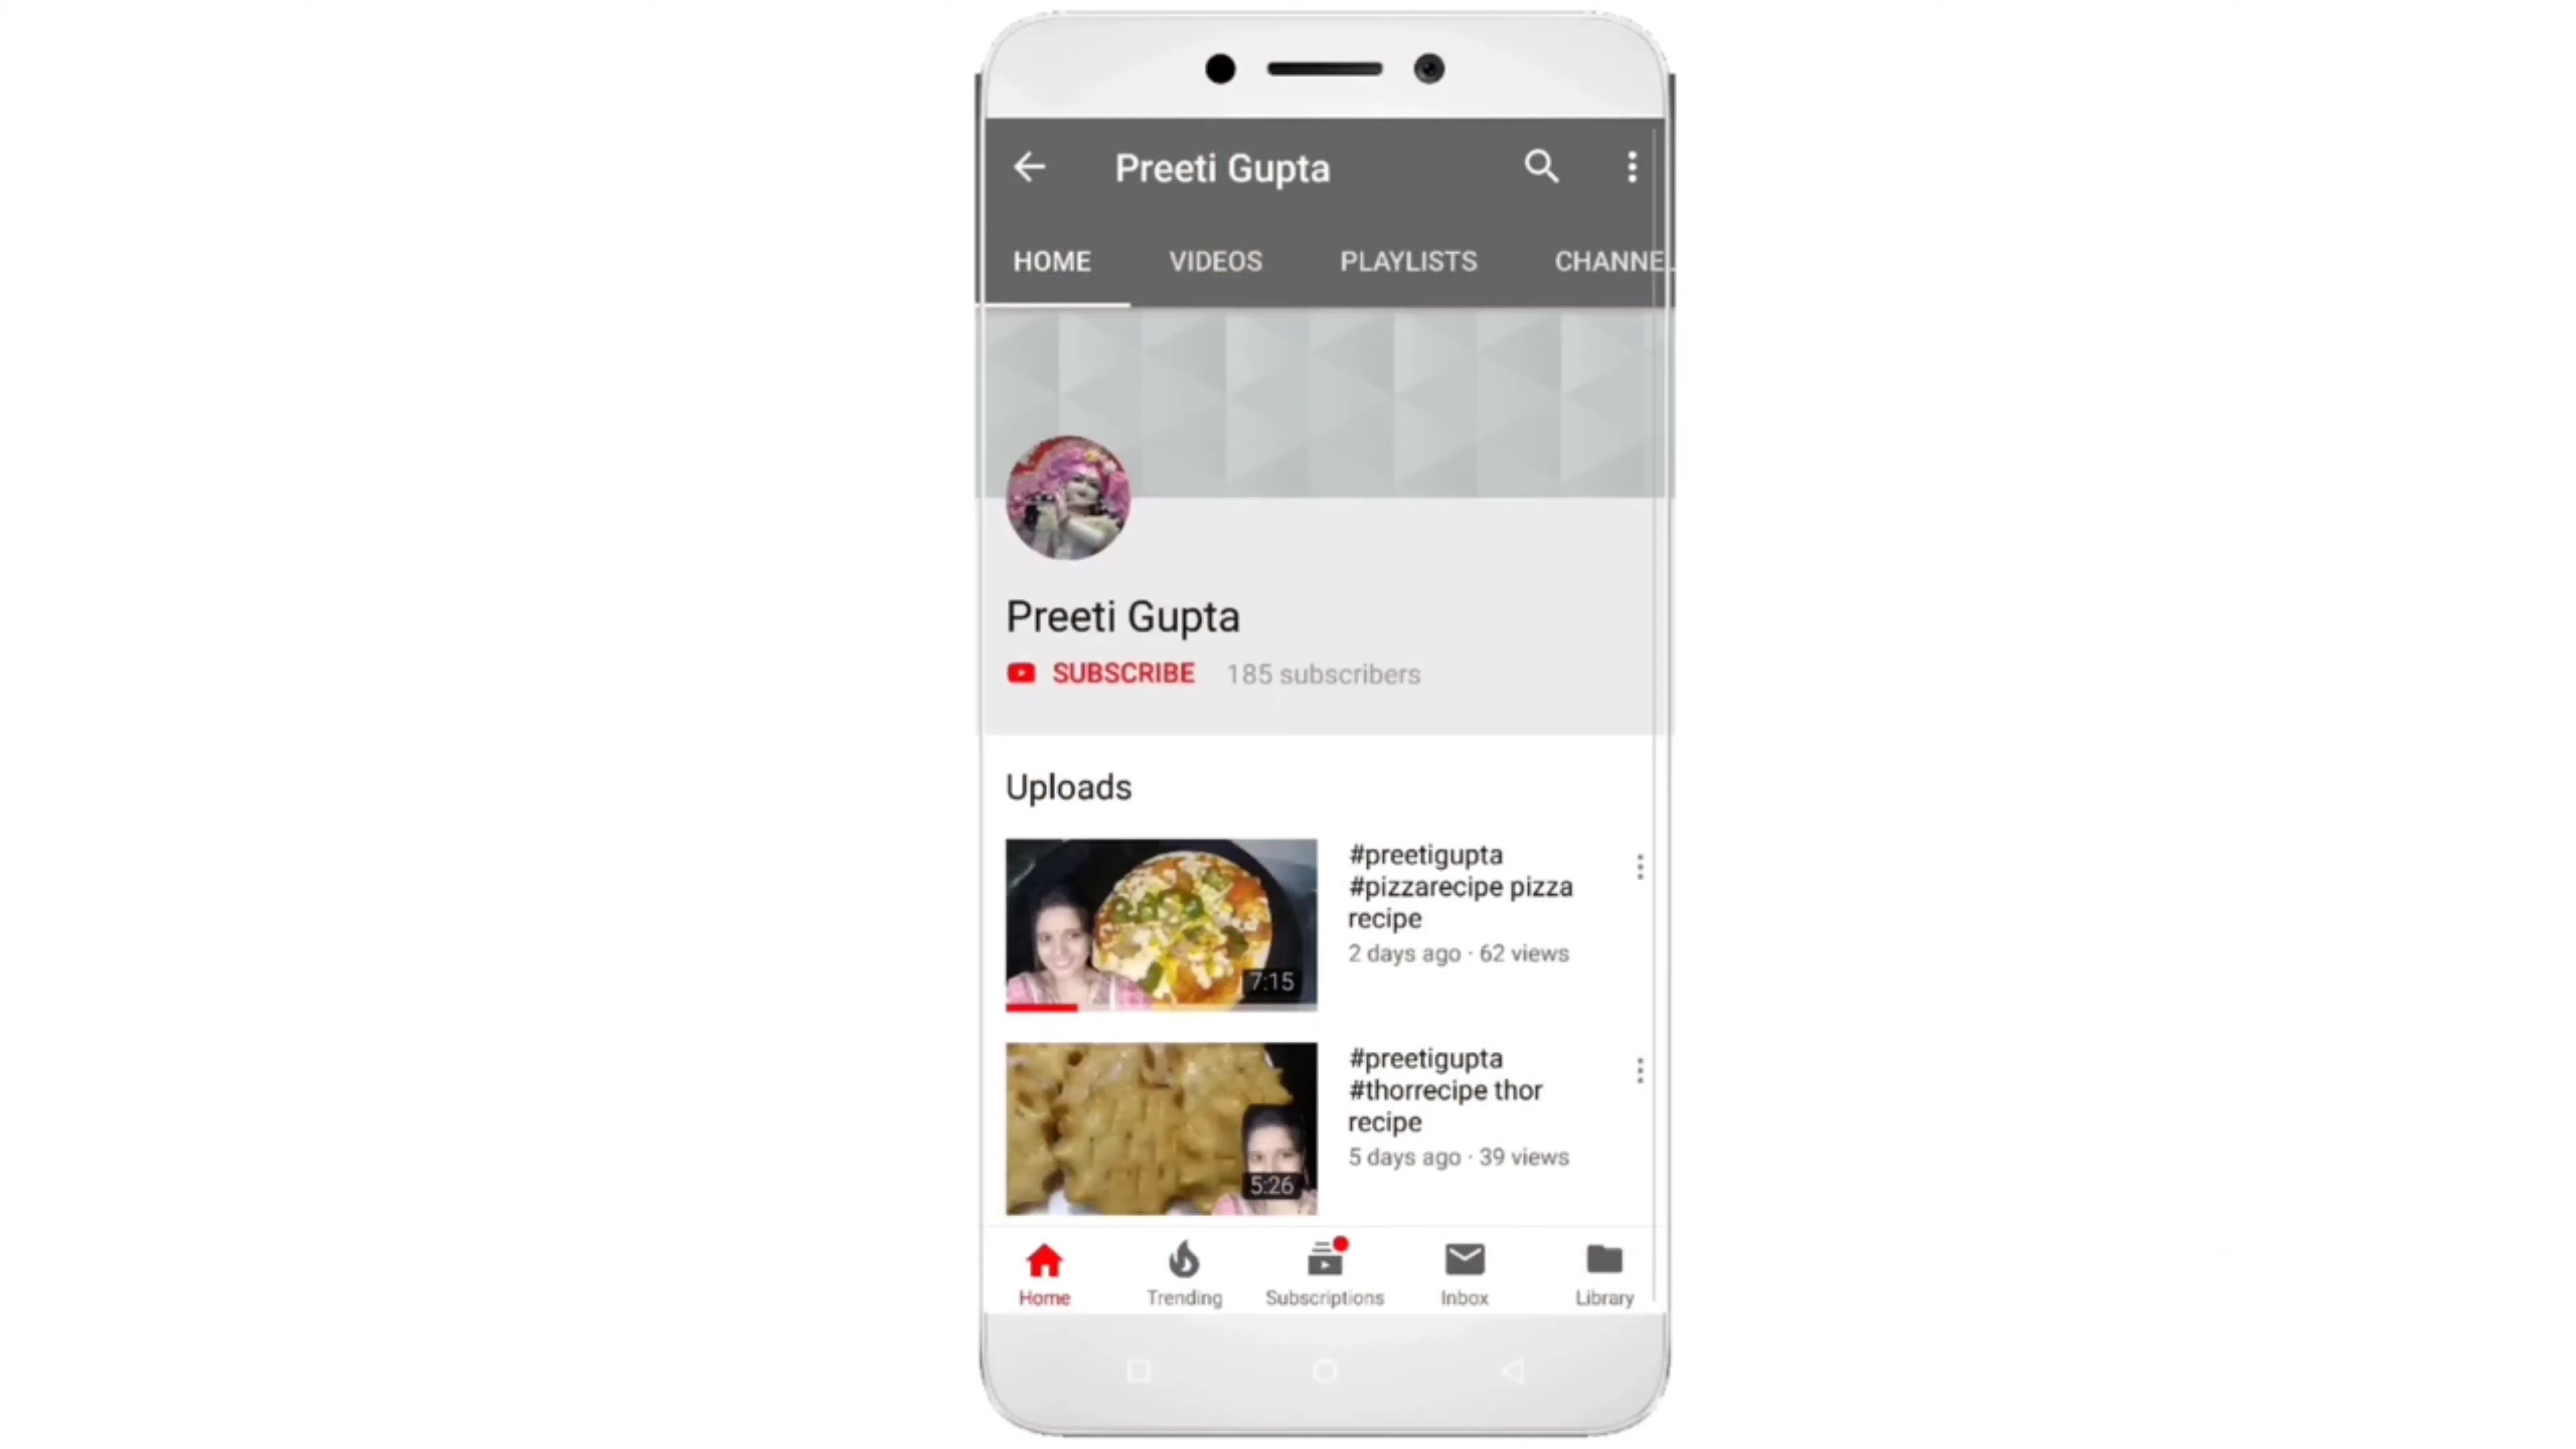 Preeti Gupta
HOME VIDEOS PLAYLISTS CHANNE
Preeti Gupta
SUBSCRIBE 185 subscribers
Uploads
#preetigupta
#pizzarecipe pizza
recipe
2 days ago · 62 views
7:15
#preetigupta
#thorrecipe thor
recipe
5 days ago · 39 views
5:26
Home Trending Subscriptions Inbox Library